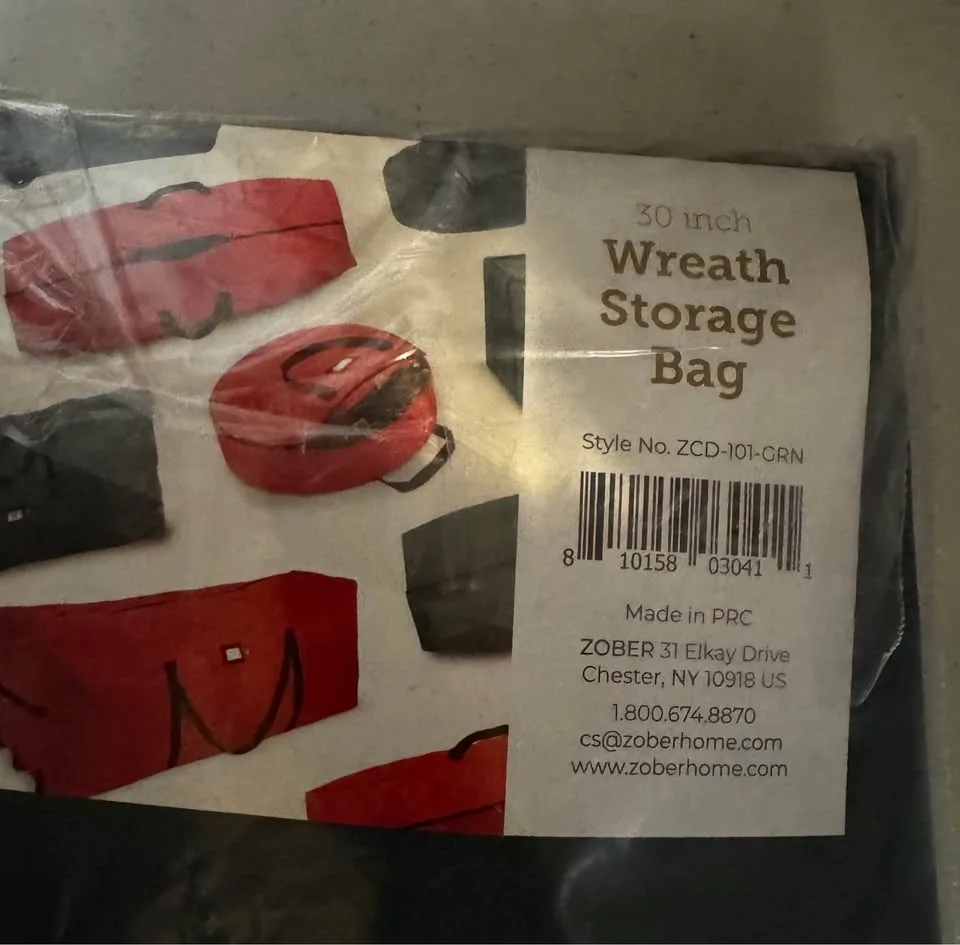 30 inch
Wreath
Storage
Bag
Style No. ZCD-101-GRN
8 10158 03041 1
Made in PRC
ZOBER 31 Elkay Drive
Chester, NY 10918 US
1.800.674.8870
cs@zoberhome.com
www.zoberhome.com